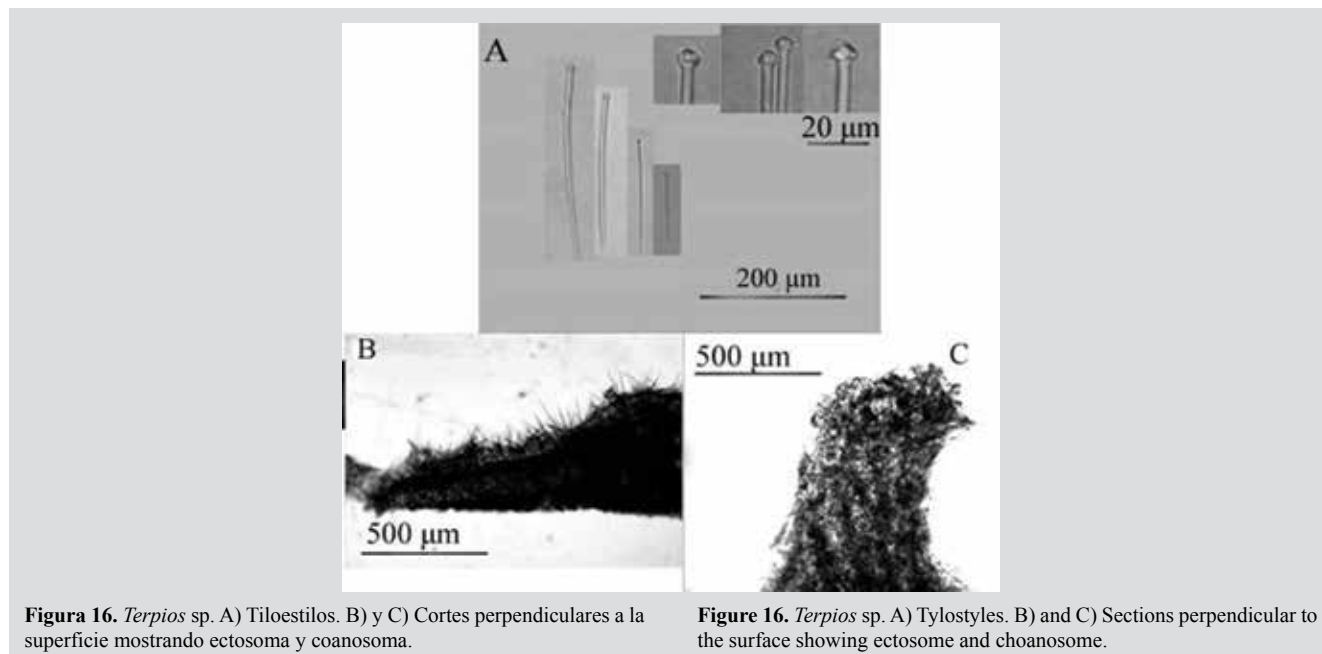 A
20 μm
200 μm
B
500 μm
500 μm
C
Figura 16. Terpios sp. A) Tiloestilos. B) y C) Cortes perpendiculares a la
superficie mostrando ectosoma y coanosoma.
Figure 16. Terpios sp. A) Tylostyles. B) and C) Sections perpendicular to
the surface showing ectosome and choanosome.